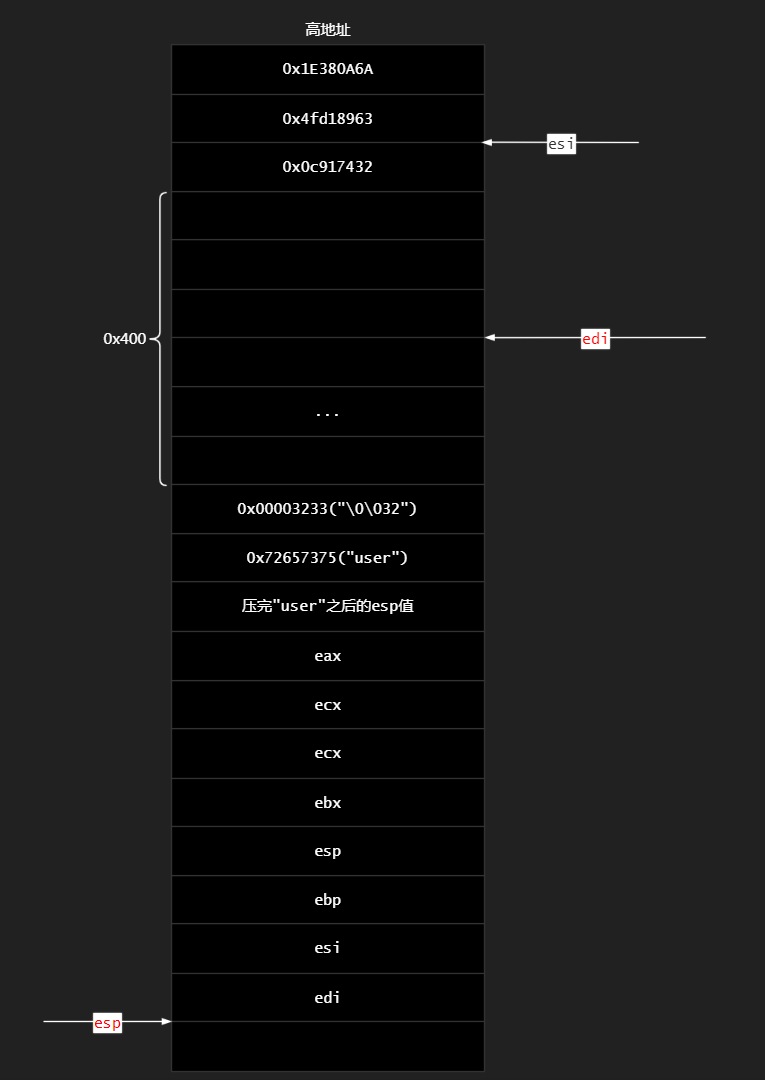 高地址
0x1E380A6A
0x4fd18963
esi
0x0c917432
0x400
edi
...
0x00003233("\0\032")
0x72657375("user")
压完"user"之后的esp值
eax
ecx
ecx
ebx
esp
ebp
esi
edi
esp